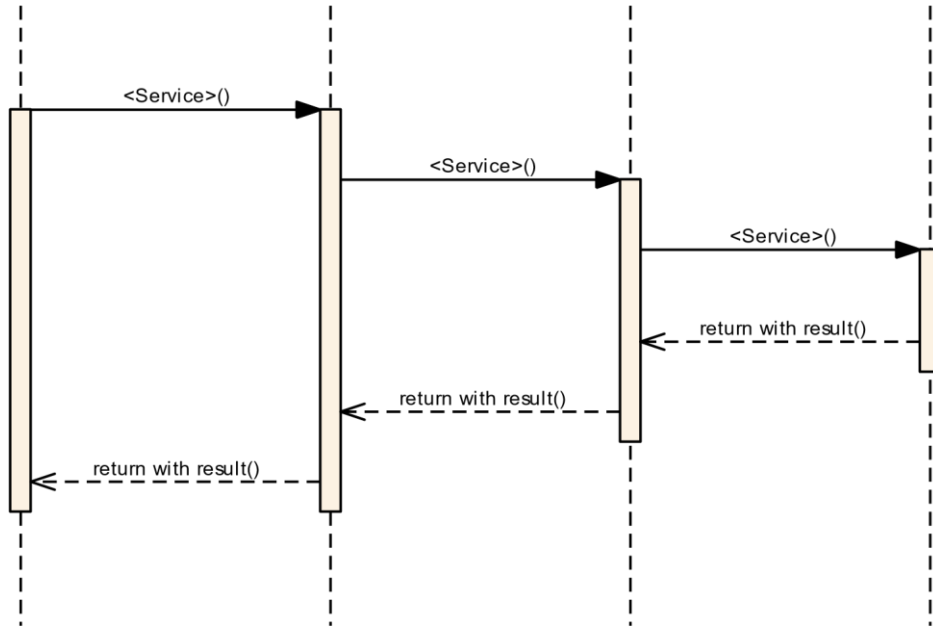 <Service>()
<Service>()
<Service>()
return with result()
return with result()
return with result()